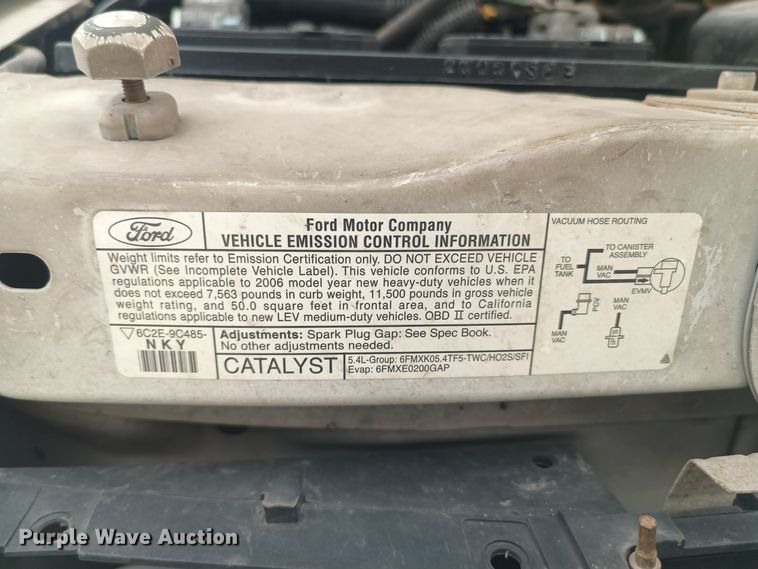 Ford
Ford Motor Company
VEHICLE EMISSION CONTROL INFORMATION
Weight limits refer to Emission Certification only. DO NOT EXCEED VEHICLE
GVWR (See Incomplete Vehicle Label). This vehicle conforms to U.S. EPA
regulations applicable to 2006 model year new heavy-duty vehicles when it
does not exceed 7,563 pounds in curb weight, 11,500 pounds in gross vehicle
weight rating, and 50.0 square feet in frontal area, and to California
regulations applicable to new LEV medium-duty vehicles. OBD II certified.
6C2E-9C485-
NKY
Adjustments: Spark Plug Gap: See Spec Book.
No other adjustments needed.
CATALYST
5.4L-Group: 6FMXK05.4TF5-TWC/HO2S/SFI
Evap: 6FMXE0200GAP
VACUUM HOSE ROUTING
TO CANISTER
ASSEMBLY
TO
FUEL
TANK
MAN
VAC
EVMV
PCV
MAN
VAC
MAN
VAC
Purple Wave Auction